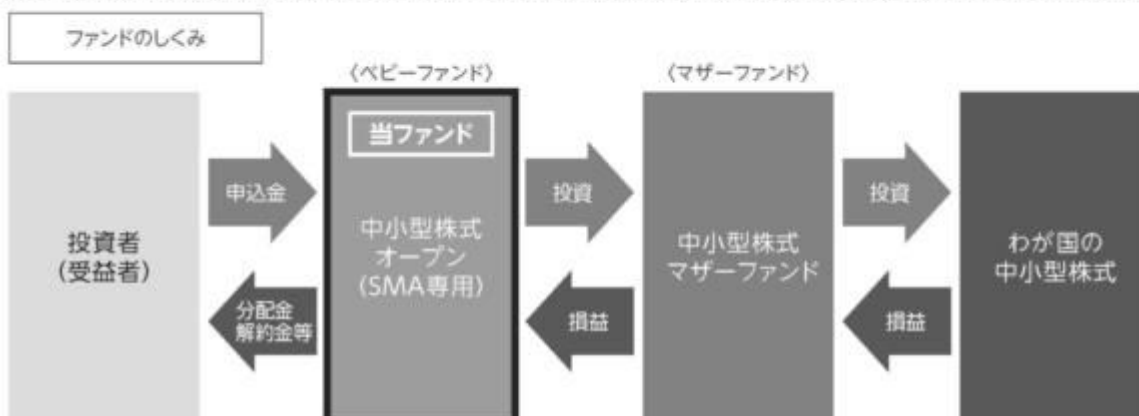 ファンドのしくみ
〈ベビーファンド〉
〈マザーファンド〉
投資者
(受益者)
申込金
分配金
解約金等
当ファンド
中小型株式
オープン
(SMA専用)
投資
損益
中小型株式
マザーファンド
投資
損益
わが国の
中小型株式